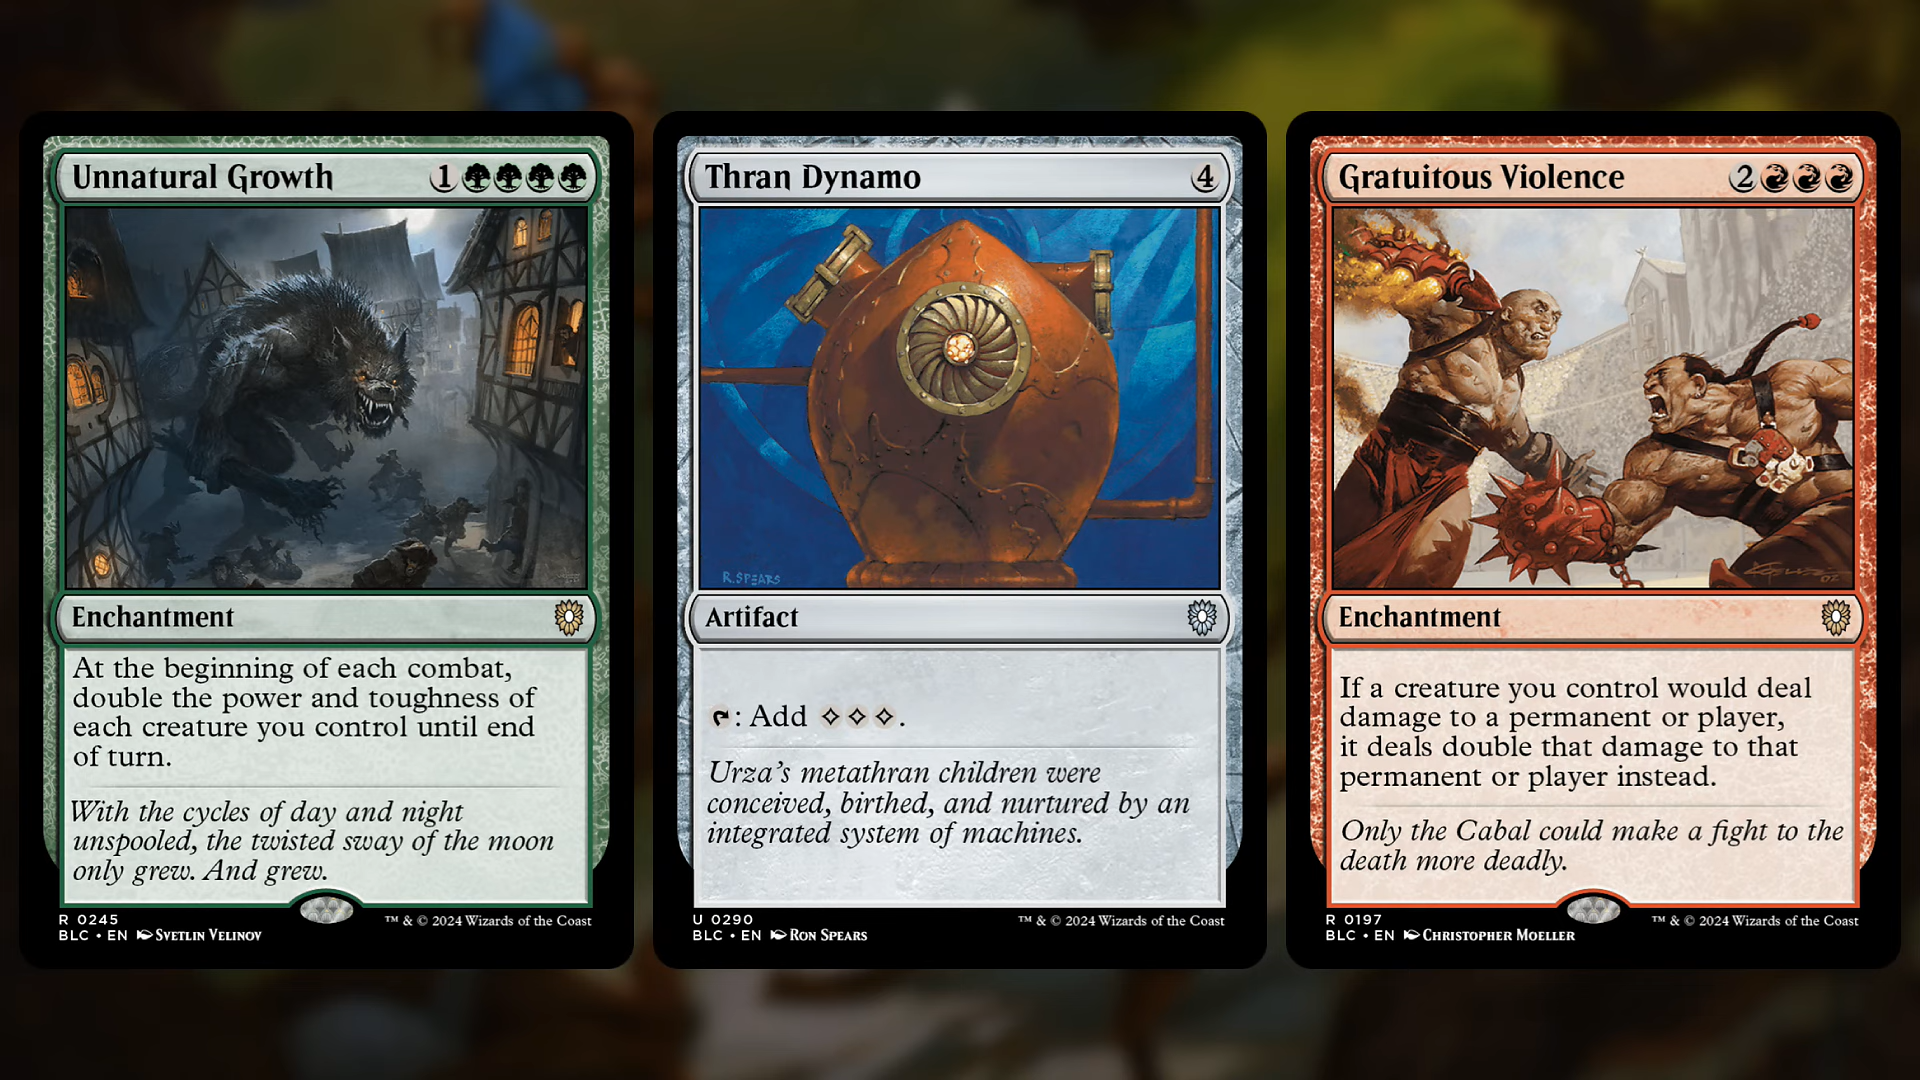 Unnatural Growth 1
Enchantment
At the beginning of each combat,
double the power and toughness of
each creature you control until end
of turn.
With the cycles of day and night
unspooled, the twisted sway of the moon
only grew. And grew.
R 0245
BLC • EN SVETLIN VELINOV
™ & © 2024 Wizards of the Coast
Thran Dynamo 4
R.SPEARS
Artifact
: Add .
Urza's metathran children were
conceived, birthed, and nurtured by an
integrated system of machines.
U 0290
BLC • EN RON SPEARS
™ & © 2024 Wizards of the Coast
Gratuitous Violence 2
Enchantment
If a creature you control would deal
damage to a permanent or player,
it deals double that damage to that
permanent or player instead.
Only the Cabal could make a fight to the
death more deadly.
R 0197
BLC • EN CHRISTOPHER MOELLER
™ & © 2024 Wizards of the Coast